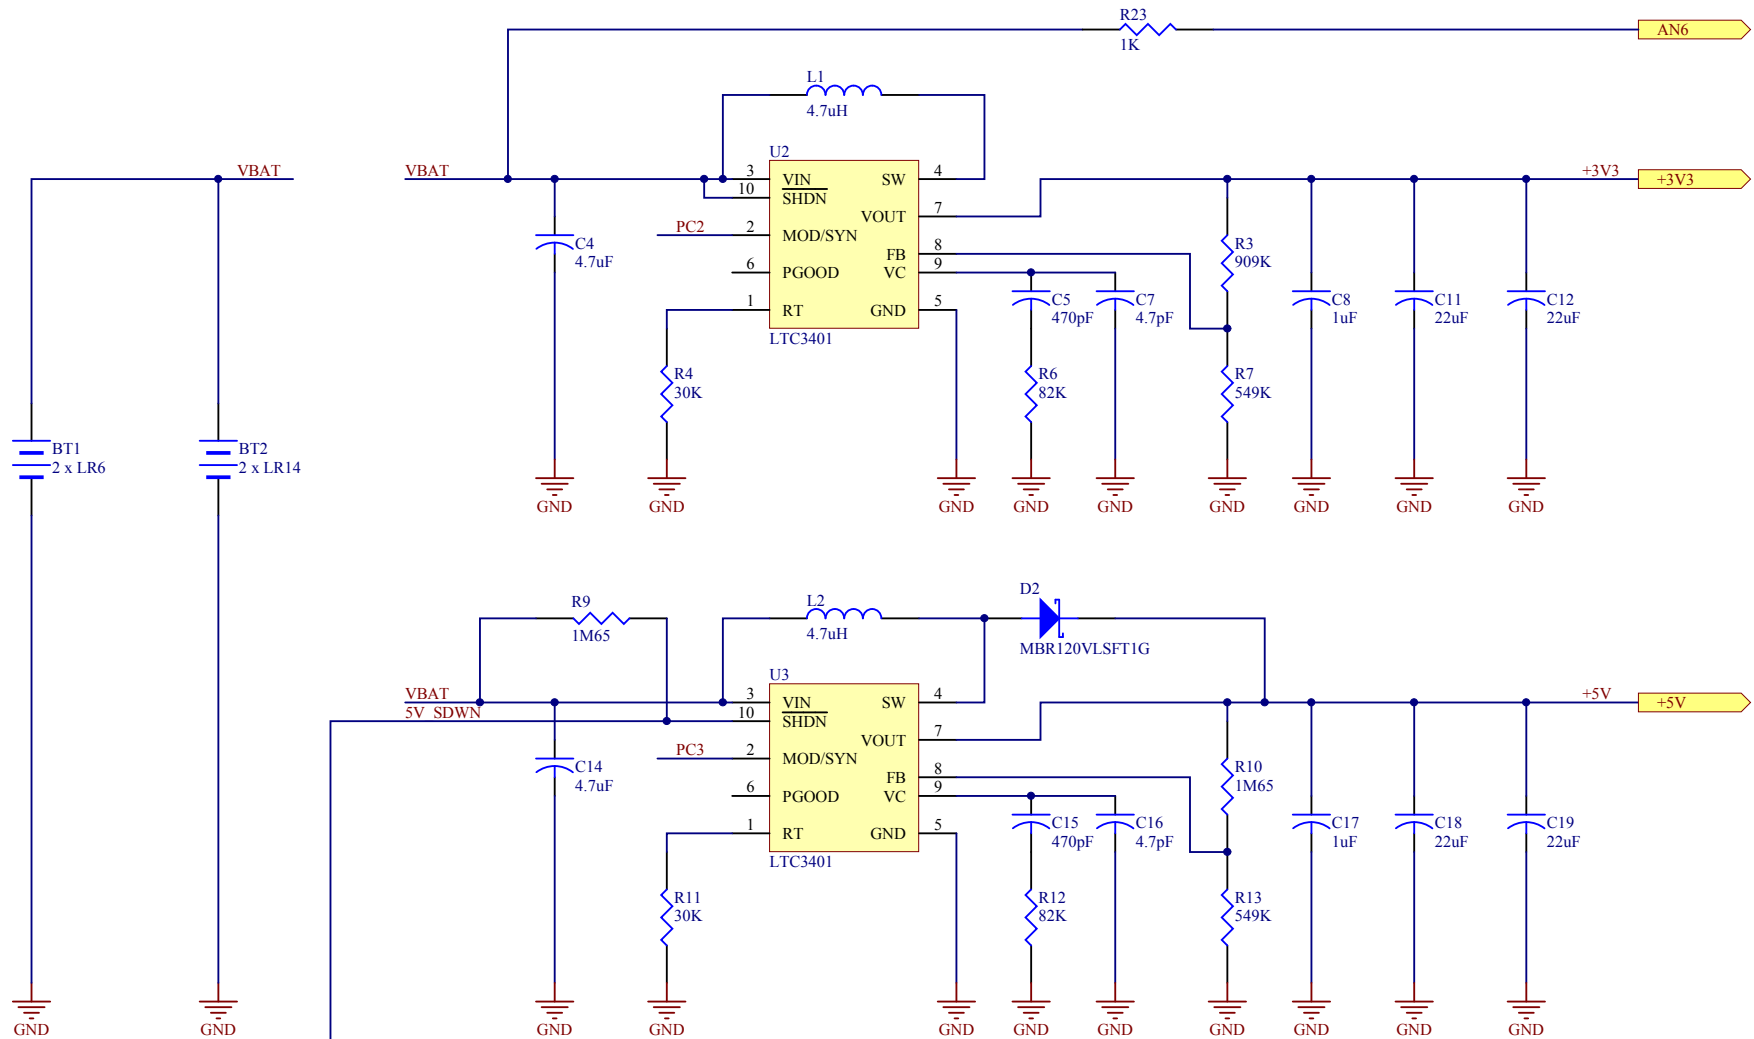 R23
1K
AN6
L1
4.7uH
U2
VBAT
VBAT
3
VIN
SW
4
+3V3
+3V3
10
SHDN
VOUT
7
PC2
2
MOD/SYN
FB
8
6
PGOOD
VC
9
1
RT
GND
5
LTC3401
C4
4.7uF
R3
909K
C5
470pF
C7
4.7pF
C8
1uF
C11
22uF
C12
22uF
R4
30K
R6
82K
R7
549K
BT1
2 x LR6
BT2
2 x LR14
GND
GND
GND
GND
GND
GND
GND
GND
GND
R9
1M65
L2
4.7uH
D2
MBR120VLSFT1G
U3
VBAT
5V_SDWN
3
VIN
SW
4
+5V
+5V
10
SHDN
VOUT
7
PC3
2
MOD/SYN
FB
8
6
PGOOD
VC
9
1
RT
GND
5
LTC3401
C14
4.7uF
R10
1M65
C15
470pF
C16
4.7pF
C17
1uF
C18
22uF
C19
22uF
R11
30K
R12
82K
R13
549K
GND
GND
GND
GND
GND
GND
GND
GND
GND
GND
GND